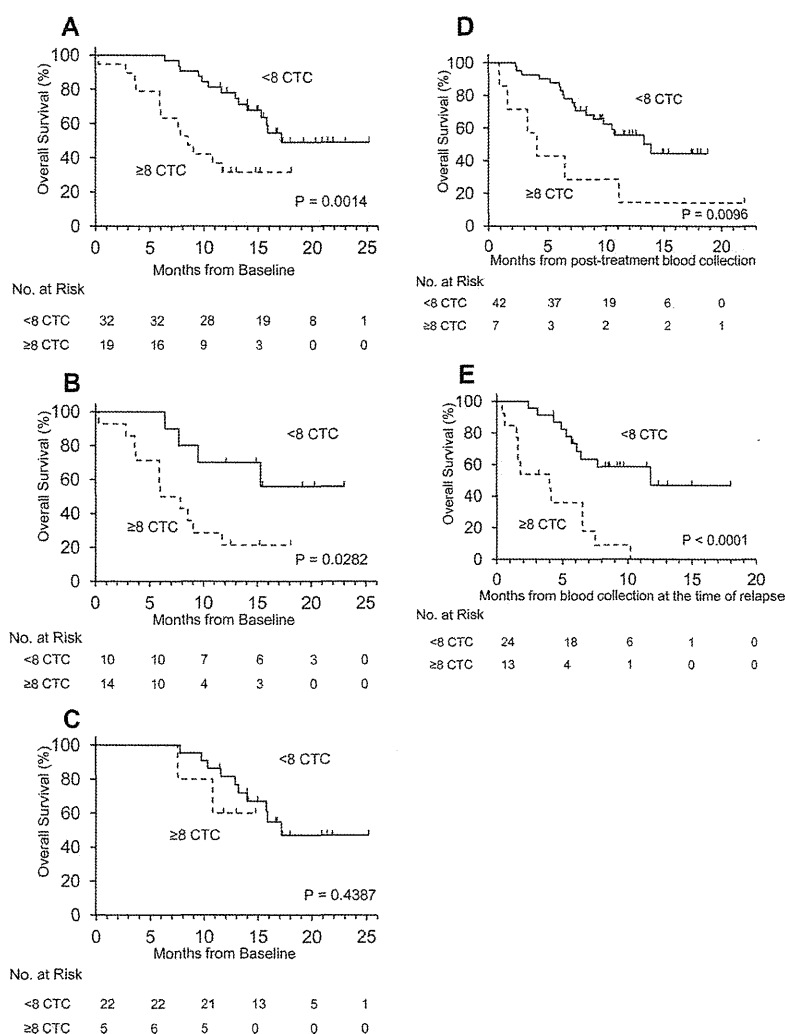 A
Overall Survival (%)
100
80
60
40
20
0
<8 CTC
≥8 CTC
P = 0.0014
0 5 10 15 20 25
Months from Baseline
No. at Risk
<8 CTC 32 32 28 19 8 1
≥8 CTC 19 16 9 3 0 0
B
Overall Survival (%)
100
80
60
40
20
0
<8 CTC
≥8 CTC
P = 0.0282
0 5 10 15 20 25
Months from Baseline
No. at Risk
<8 CTC 10 10 7 6 3 0
≥8 CTC 14 10 4 3 0 0
C
Overall Survival (%)
100
80
60
40
20
0
<8 CTC
≥8 CTC
P = 0.4387
0 5 10 15 20 25
Months from Baseline
No. at Risk
<8 CTC 22 22 21 13 5 1
≥8 CTC 5 6 5 0 0 0
D
Overall Survival (%)
100
80
60
40
20
0
<8 CTC
≥8 CTC
P = 0.0096
0 5 10 15 20
Months from post-treatment blood collection
No. at Risk
<8 CTC 42 37 19 6 0
≥8 CTC 7 3 2 2 1
E
Overall Survival (%)
100
80
60
40
20
0
<8 CTC
≥8 CTC
P < 0.0001
0 5 10 15 20
Months from blood collection at the time of relapse
No. at Risk
<8 CTC 24 18 6 1 0
≥8 CTC 13 4 1 0 0